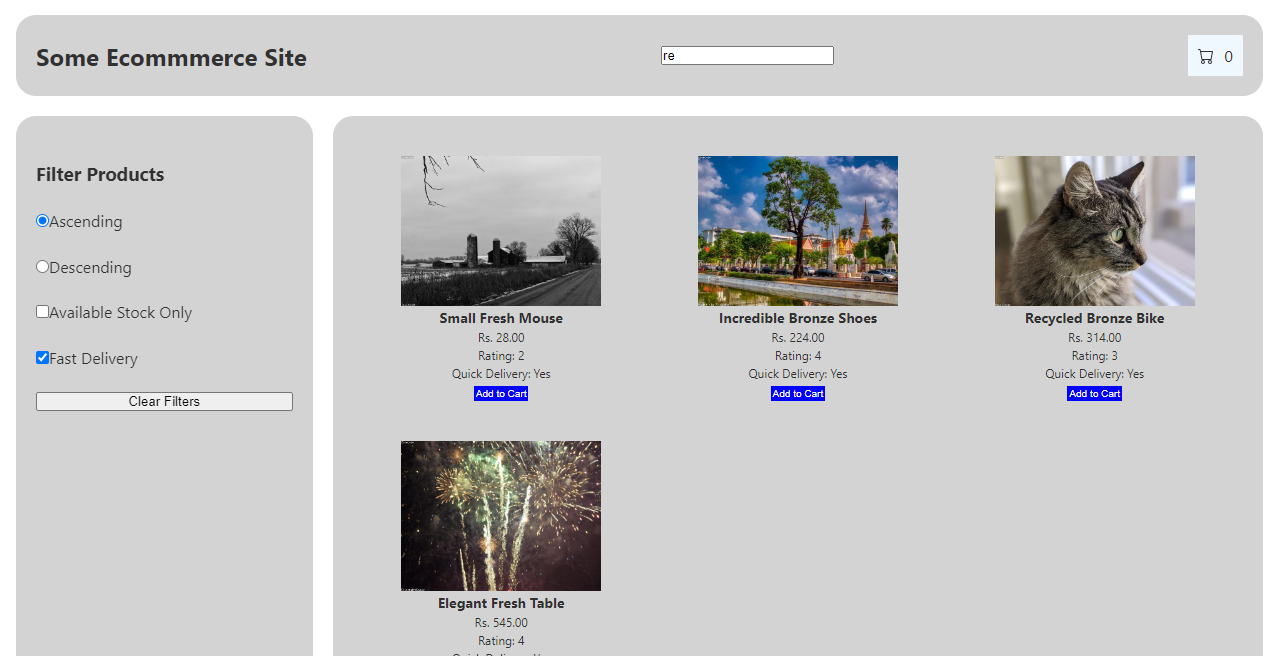 Some Ecommmerce Site
re
0
Filter Products
Ascending
Descending
Available Stock Only
Fast Delivery
Clear Filters
Small Fresh Mouse
Rs. 28.00
Rating: 2
Quick Delivery: Yes
Add to Cart
Incredible Bronze Shoes
Rs. 224.00
Rating: 4
Quick Delivery: Yes
Add to Cart
Recycled Bronze Bike
Rs. 314.00
Rating: 3
Quick Delivery: Yes
Add to Cart
Elegant Fresh Table
Rs. 545.00
Rating: 4